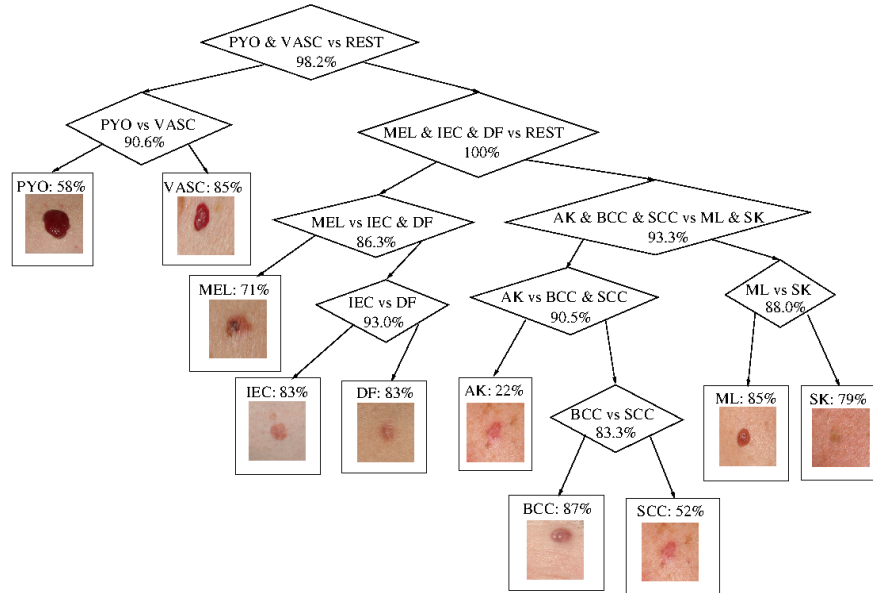 PYO & VASC vs REST
98.2%
PYO vs VASC
90.6%
MEL & IEC & DF vs REST
100%
PYO: 58%
VASC: 85%
MEL vs IEC & DF
86.3%
AK & BCC & SCC vs ML & SK
93.3%
MEL: 71%
IEC vs DF
93.0%
AK vs BCC & SCC
90.5%
ML vs SK
88.0%
IEC: 83%
DF: 83%
AK: 22%
BCC vs SCC
83.3%
ML: 85%
SK: 79%
BCC: 87%
SCC: 52%